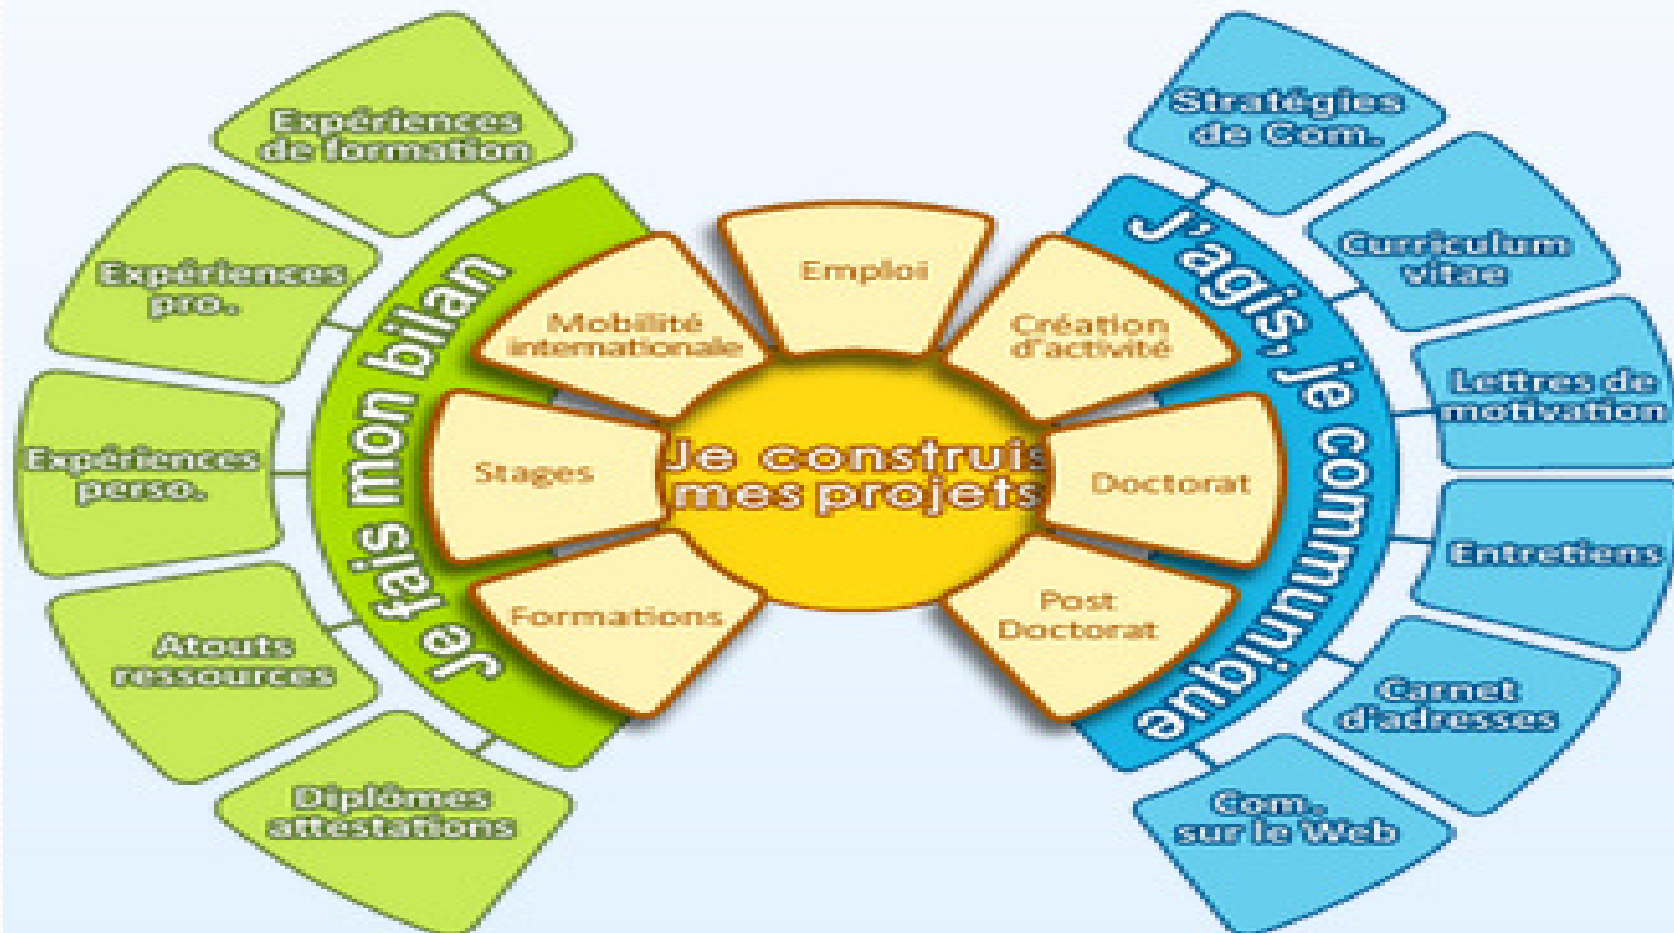 Expériences
de formation
Expériences
pro.
Expériences
perso.
Atouts
ressources
Diplômes
attestations
Je fais mon bilan
Mobilité
internationale
Emploi
Création
d'activité
Stages
Je construis
mes projets
Doctorat
Formations
Post
Doctorat
J'agis, je communique
Stratégies
de Com.
Curriculum
vitae
Lettres de
motivation
Entretiens
Carnet
d'adresses
Com.
sur le Web